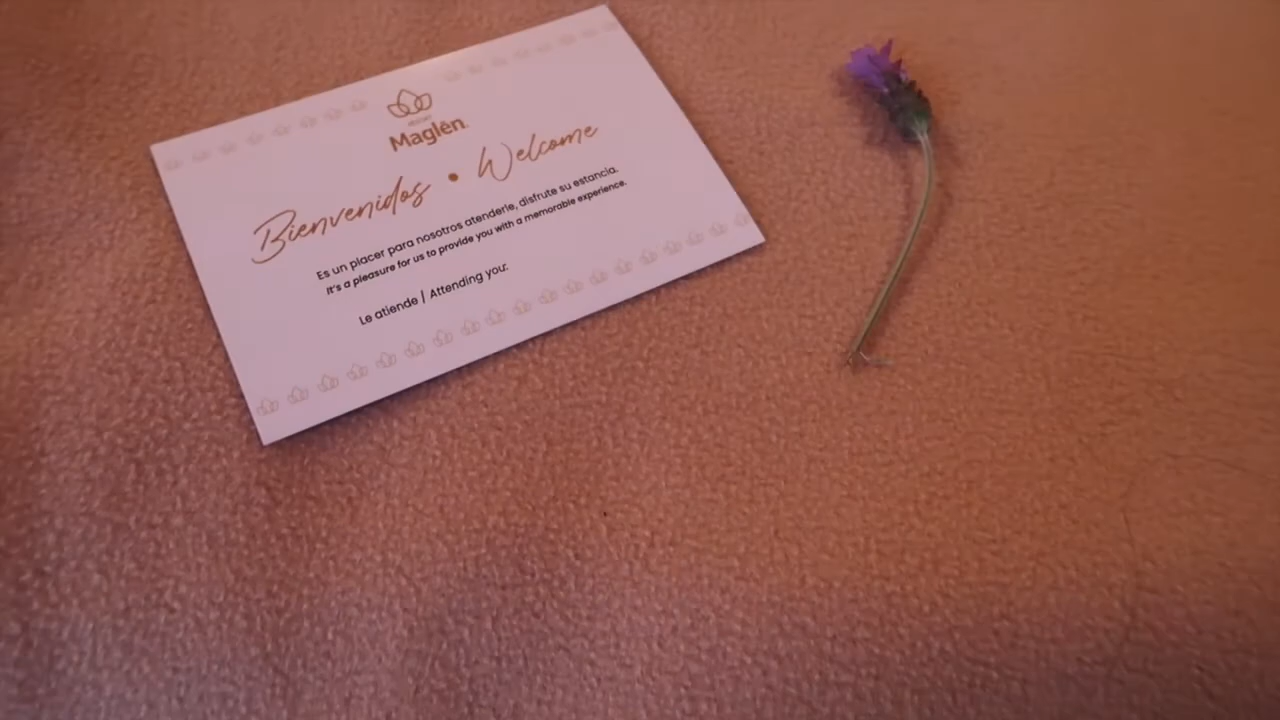 Maglên
Bienvenidos • Welcome
Es un placer para nosotros atenderle, disfrute su estancia.
It's a pleasure for us to provide you with a memorable experience.
Le atiende | Attending you: